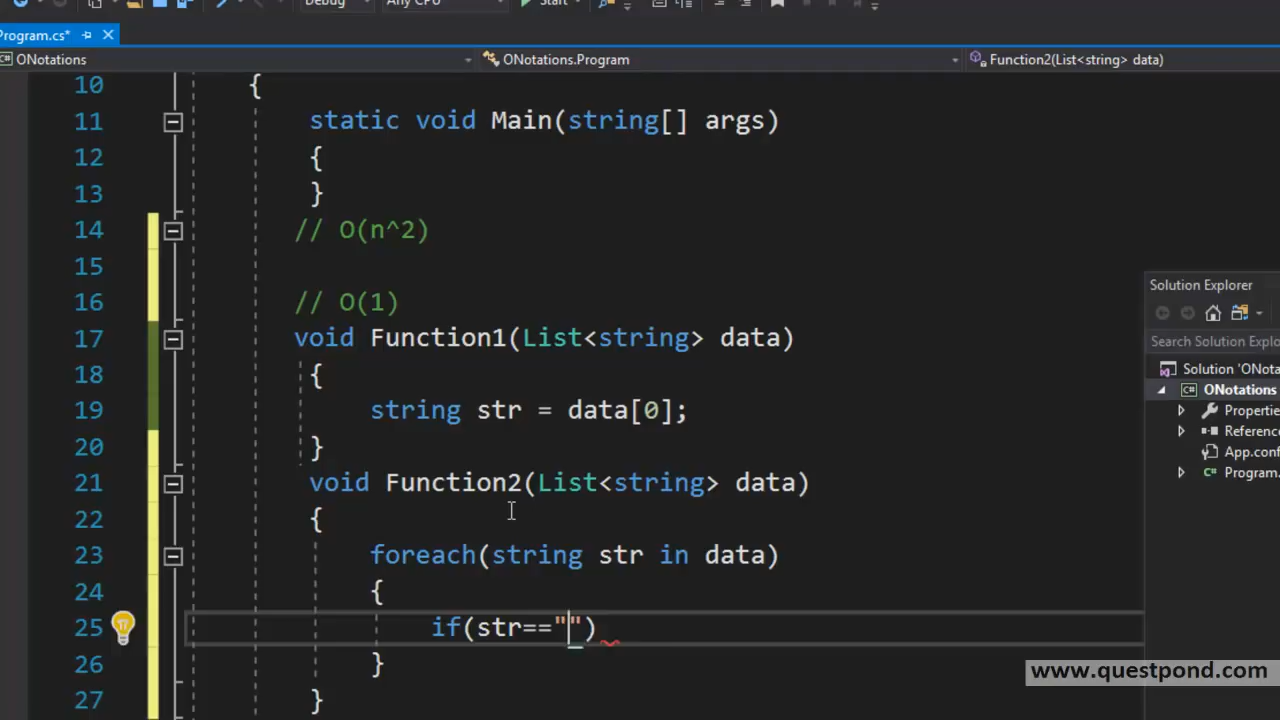 Debug Any CPU Start
Program.cs*
ONotations ONotations.Program Function2(List<string> data)
10 {
11 static void Main(string[] args)
12 {
13 }
14 // O(n^2)
15
16 // O(1)
17 void Function1(List<string> data)
18 {
19 string str = data[0];
20 }
21 void Function2(List<string> data)
22 {
23 foreach(string str in data)
24 {
25 if(str=="")
26 }
27 }
Solution Explorer
Search Solution Explo
Solution 'ONota
ONotations
Propertie
Reference
App.conf
Program.
www.questpond.com